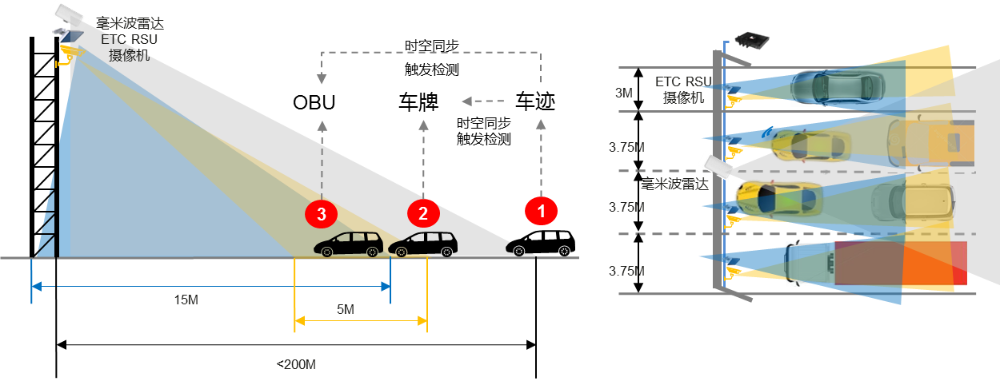 毫米波雷达
ETC RSU
摄像机
时空同步
触发检测
OBU
车牌
车迹
时空同步
触发检测
3
2
1
15M
5M
<200M
ETC RSU
摄像机
3M
3.75M
毫米波雷达
3.75M
3.75M